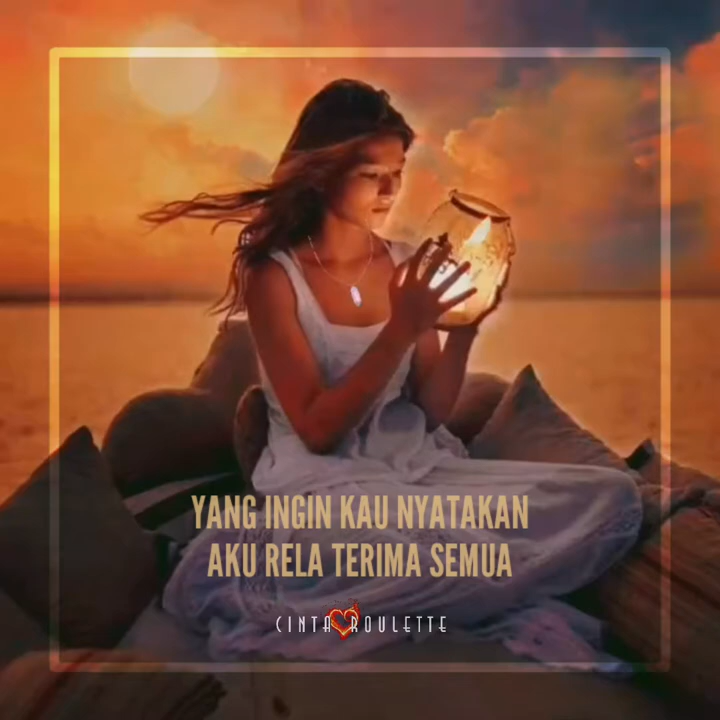 YANG INGIN KAU NYATAKAN
AKU RELA TERIMA SEMUA
CINTA ROULETTE